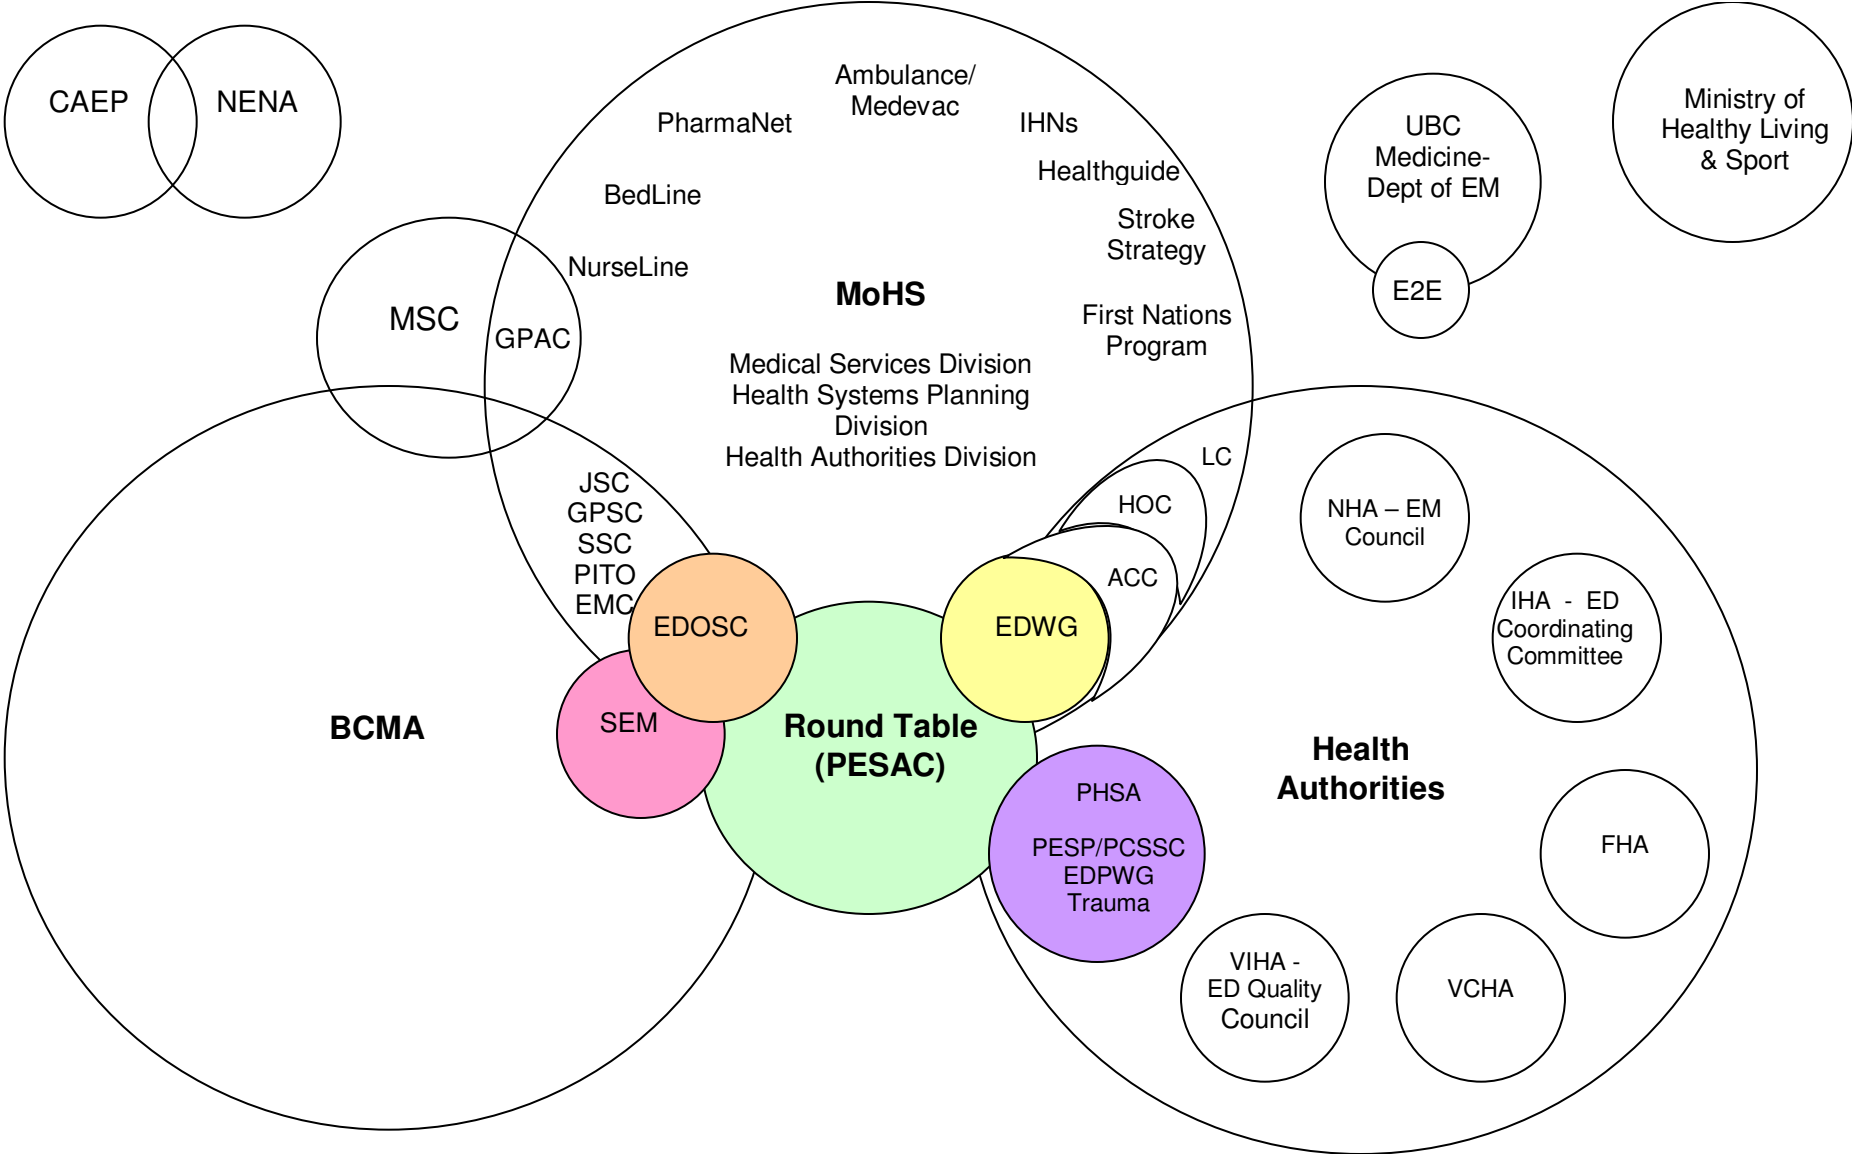 CAEP
NENA
Ambulance/
Medevac
PharmaNet
IHNs
Healthguide
BedLine
Stroke
Strategy
NurseLine
MoHS
MSC
GPAC
First Nations
Program
Medical Services Division
Health Systems Planning
Division
Health Authorities Division
UBC
Medicine-
Dept of EM
E2E
Ministry of
Healthy Living
& Sport
JSC
GPSC
SSC
PITO
EMC
LC
HOC
ACC
EDOSC
EDWG
SEM
BCMA
Round Table
(PESAC)
PHSA
PESP/PCSSC
EDPWG
Trauma
Health
Authorities
NHA – EM
Council
IHA - ED
Coordinating
Committee
FHA
VCHA
VIHA -
ED Quality
Council